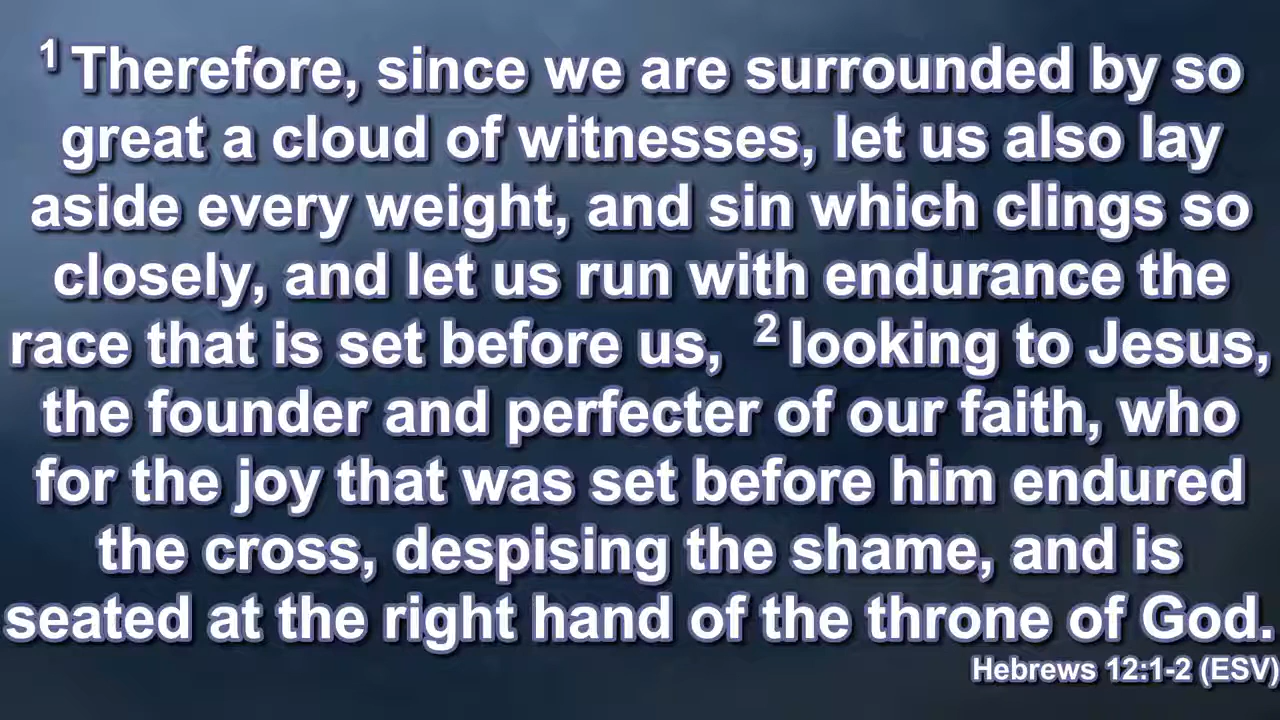 1 Therefore, since we are surrounded by so
great a cloud of witnesses, let us also lay
aside every weight, and sin which clings so
closely, and let us run with endurance the
race that is set before us, 2 looking to Jesus,
the founder and perfecter of our faith, who
for the joy that was set before him endured
the cross, despising the shame, and is
seated at the right hand of the throne of God.
Hebrews 12:1-2 (ESV)